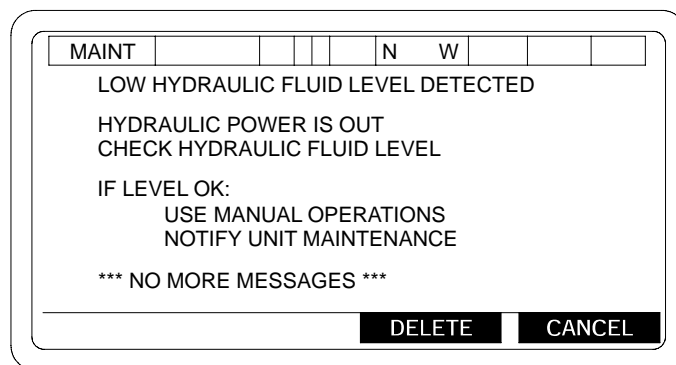 MAINT N W
LOW HYDRAULIC FLUID LEVEL DETECTED
HYDRAULIC POWER IS OUT
CHECK HYDRAULIC FLUID LEVEL
IF LEVEL OK:
USE MANUAL OPERATIONS
NOTIFY UNIT MAINTENANCE
*** NO MORE MESSAGES ***
DELETE CANCEL